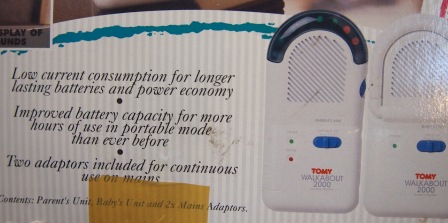 SPLAY OF
UNDS
Low current consumption for longer
lasting batteries and power economy
•
Improved battery capacity for more
hours of use in portable mode
than ever before
•
Two adaptors included for continuous
use on mains
Contents: Parent's Unit, Baby's Unit and 2x Mains Adaptors.
TOMY
WALKABOUT
2000
TOMY
WALKABOUT
2000